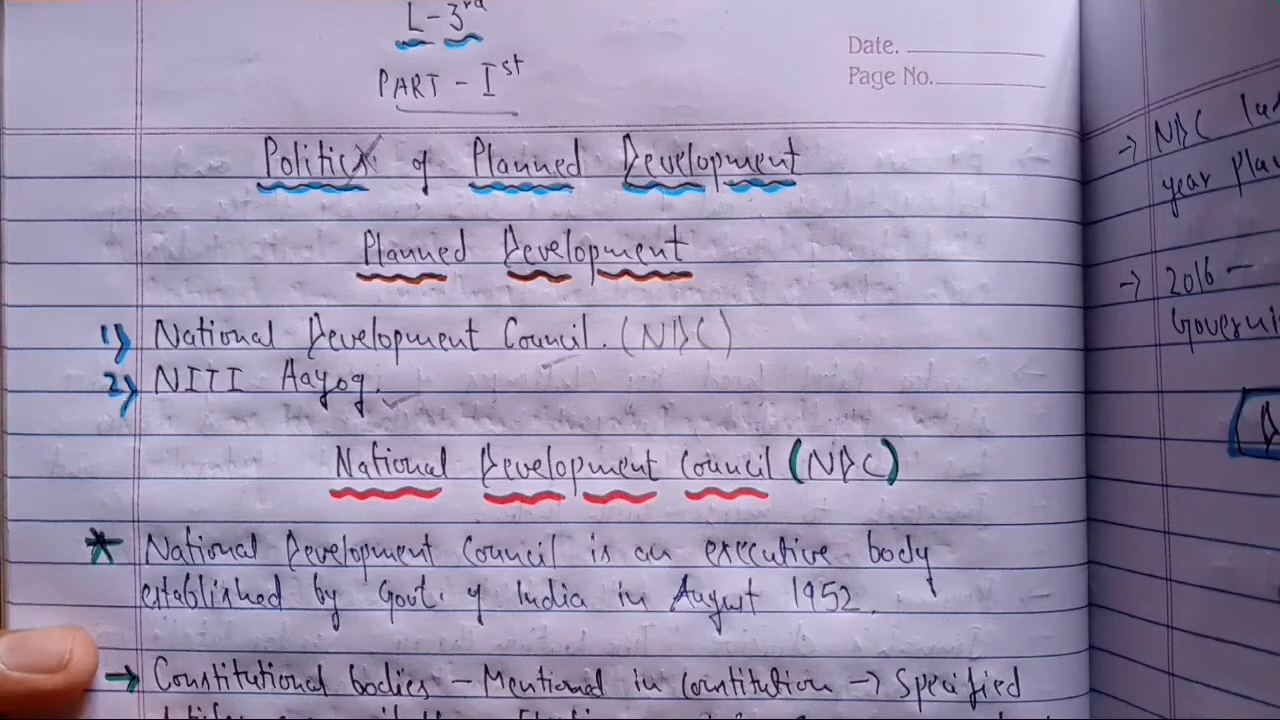 L-3rd
PART - Ist
Date.
Page No.
Politics of Planned Development
Planned Development
1) National Development Council. (NDC)
2) NITI Aayog.
National Development Council (NDC)
* National Development Council is an executive body
established by Govt. of India in August 1952.
→ Constitutional bodies - Mentioned in constitution → Specified
→ NDC
year
→ 2016 -